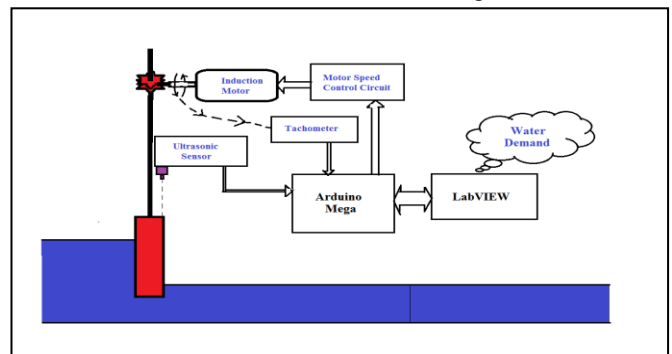 Induction
Motor
Motor Speed
Control Circuit
Tachometer
Water
Demand
Ultrasonic
Sensor
Arduino
Mega
LabVIEW